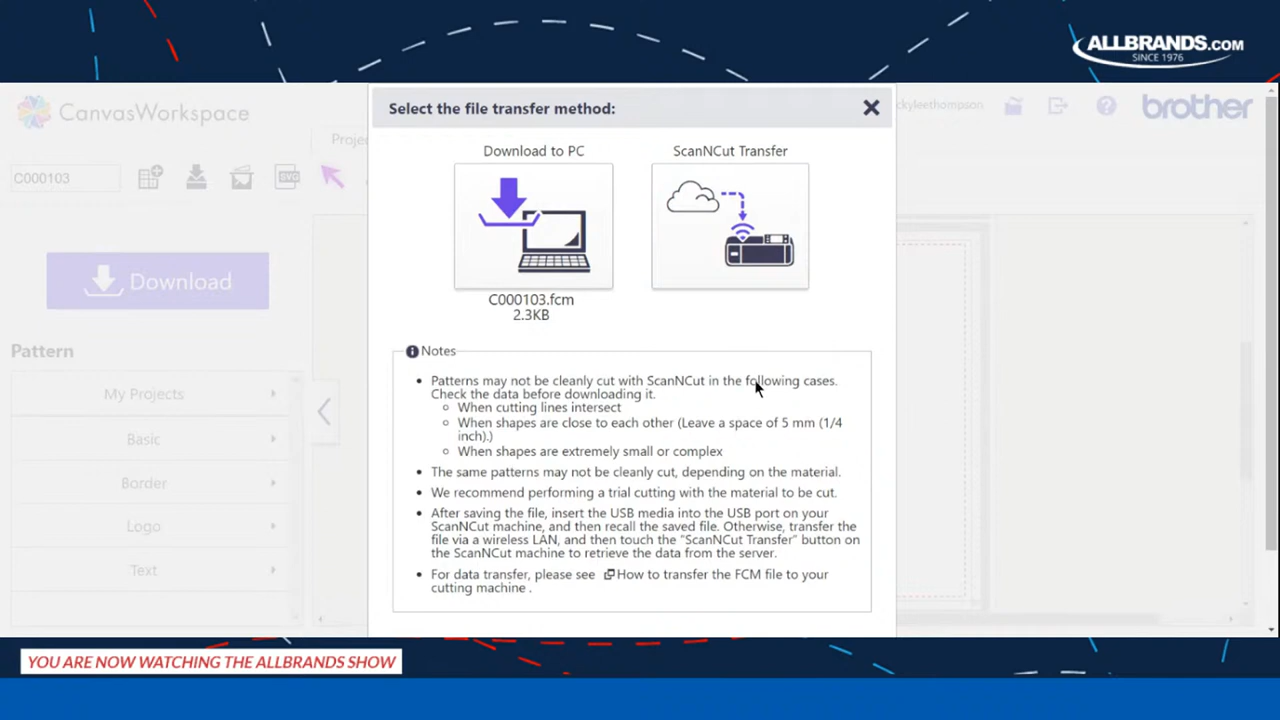 ALLBRANDS.COM
SINCE 1976
CanvasWorkspace
Proje
ckyleethompson
brother
C000103
SVG
Download
Pattern
My Projects
Basic
Border
Logo
Text
Select the file transfer method:
Download to PC
ScanNCut Transfer
C000103.fcm
2.3KB
Notes
• Patterns may not be cleanly cut with ScanNCut in the following cases.
Check the data before downloading it.
When cutting lines intersect
When shapes are close to each other (Leave a space of 5 mm (1/4
inch).)
When shapes are extremely small or complex
• The same patterns may not be cleanly cut, depending on the material.
• We recommend performing a trial cutting with the material to be cut.
• After saving the file, insert the USB media into the USB port on your
ScanNCut machine, and then recall the saved file. Otherwise, transfer the
file via a wireless LAN, and then touch the "ScanNCut Transfer" button on
the ScanNCut machine to retrieve the data from the server.
• For data transfer, please see How to transfer the FCM file to your
cutting machine .
YOU ARE NOW WATCHING THE ALLBRANDS SHOW